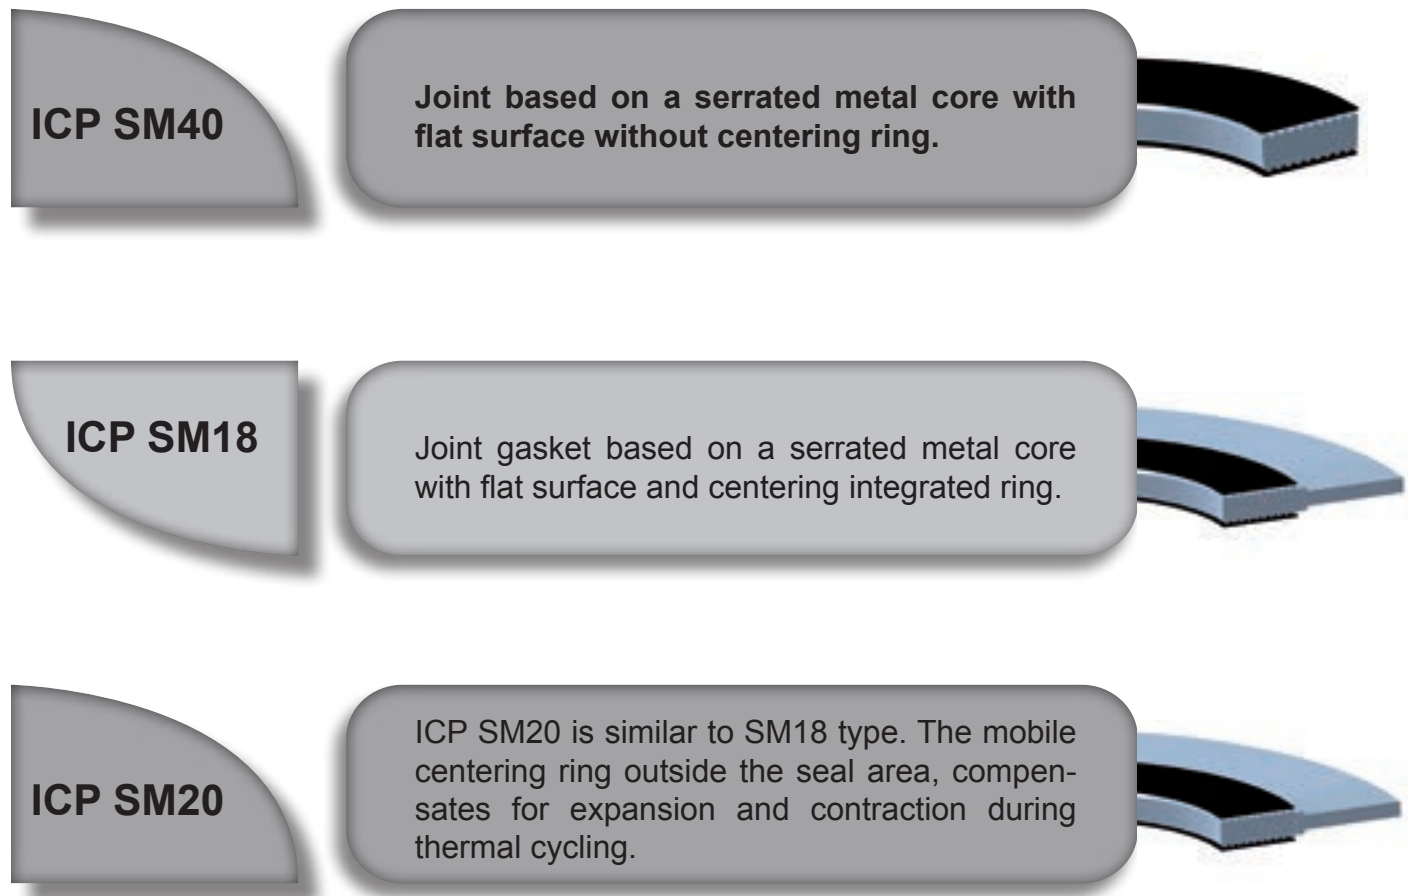 ICP SM40
Joint based on a serrated metal core with
flat surface without centering ring.
ICP SM18
Joint gasket based on a serrated metal core
with flat surface and centering integrated ring.
ICP SM20
ICP SM20 is similar to SM18 type. The mobile
centering ring outside the seal area, compen-
sates for expansion and contraction during
thermal cycling.